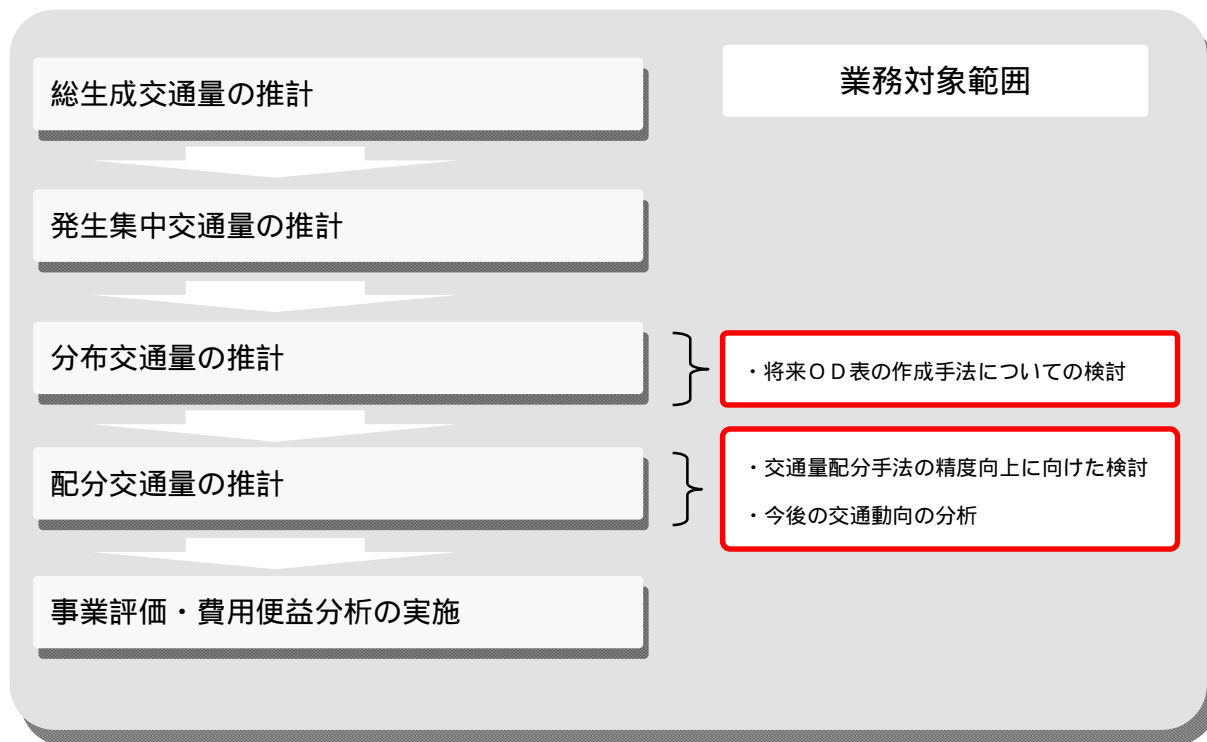 業務対象範囲
総生成交通量の推計
発生集中交通量の推計
分布交通量の推計
・将来ＯＤ表の作成手法についての検討
配分交通量の推計
・交通量配分手法の精度向上に向けた検討
・今後の交通動向の分析
事業評価・費用便益分析の実施